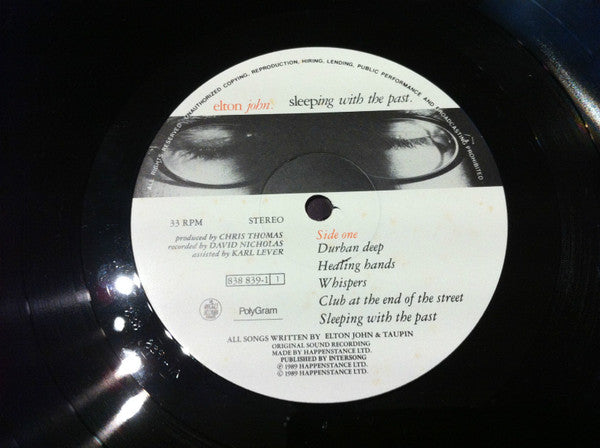 ALL RIGHTS RESERVED. UNAUTHORIZED COPYING, REPRODUCTION, HIRING, LENDING, PUBLIC PERFORMANCE AND BROADCASTING PROHIBITED
elton john: sleeping with the past.
33 RPM STEREO
produced by CHRIS THOMAS
recorded by DAVID NICHOLAS
assisted by KARL LEVER
838 839-1 1
PolyGram
Side one
Durban deep
Healing hands
Whispers
Club at the end of the street
Sleeping with the past
ALL SONGS WRITTEN BY ELTON JOHN & TAUPIN
ORIGINAL SOUND RECORDING
MADE BY HAPPENSTANCE LTD.
PUBLISHED BY INTERSONG
℗ 1989 HAPPENSTANCE LTD.
© 1989 HAPPENSTANCE LTD.